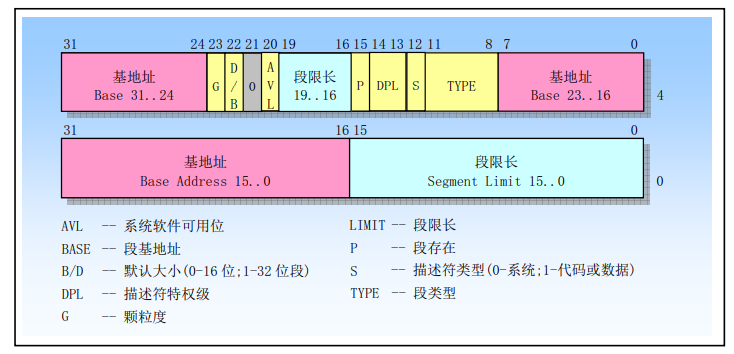 31 24 23 22 21 20 19 16 15 14 13 12 11 8 7 0
基地址
Base 31..24
G
D/B
0
AVL
段限长
19..16
P
DPL
S
TYPE
基地址
Base 23..16
4
31 16 15 0
基地址
Base Address 15..0
段限长
Segment Limit 15..0
0
AVL -- 系统软件可用位
BASE -- 段基地址
B/D -- 默认大小(0-16位;1-32位段)
DPL -- 描述符特权级
G -- 颗粒度
LIMIT -- 段限长
P -- 段存在
S -- 描述符类型(0-系统;1-代码或数据)
TYPE -- 段类型